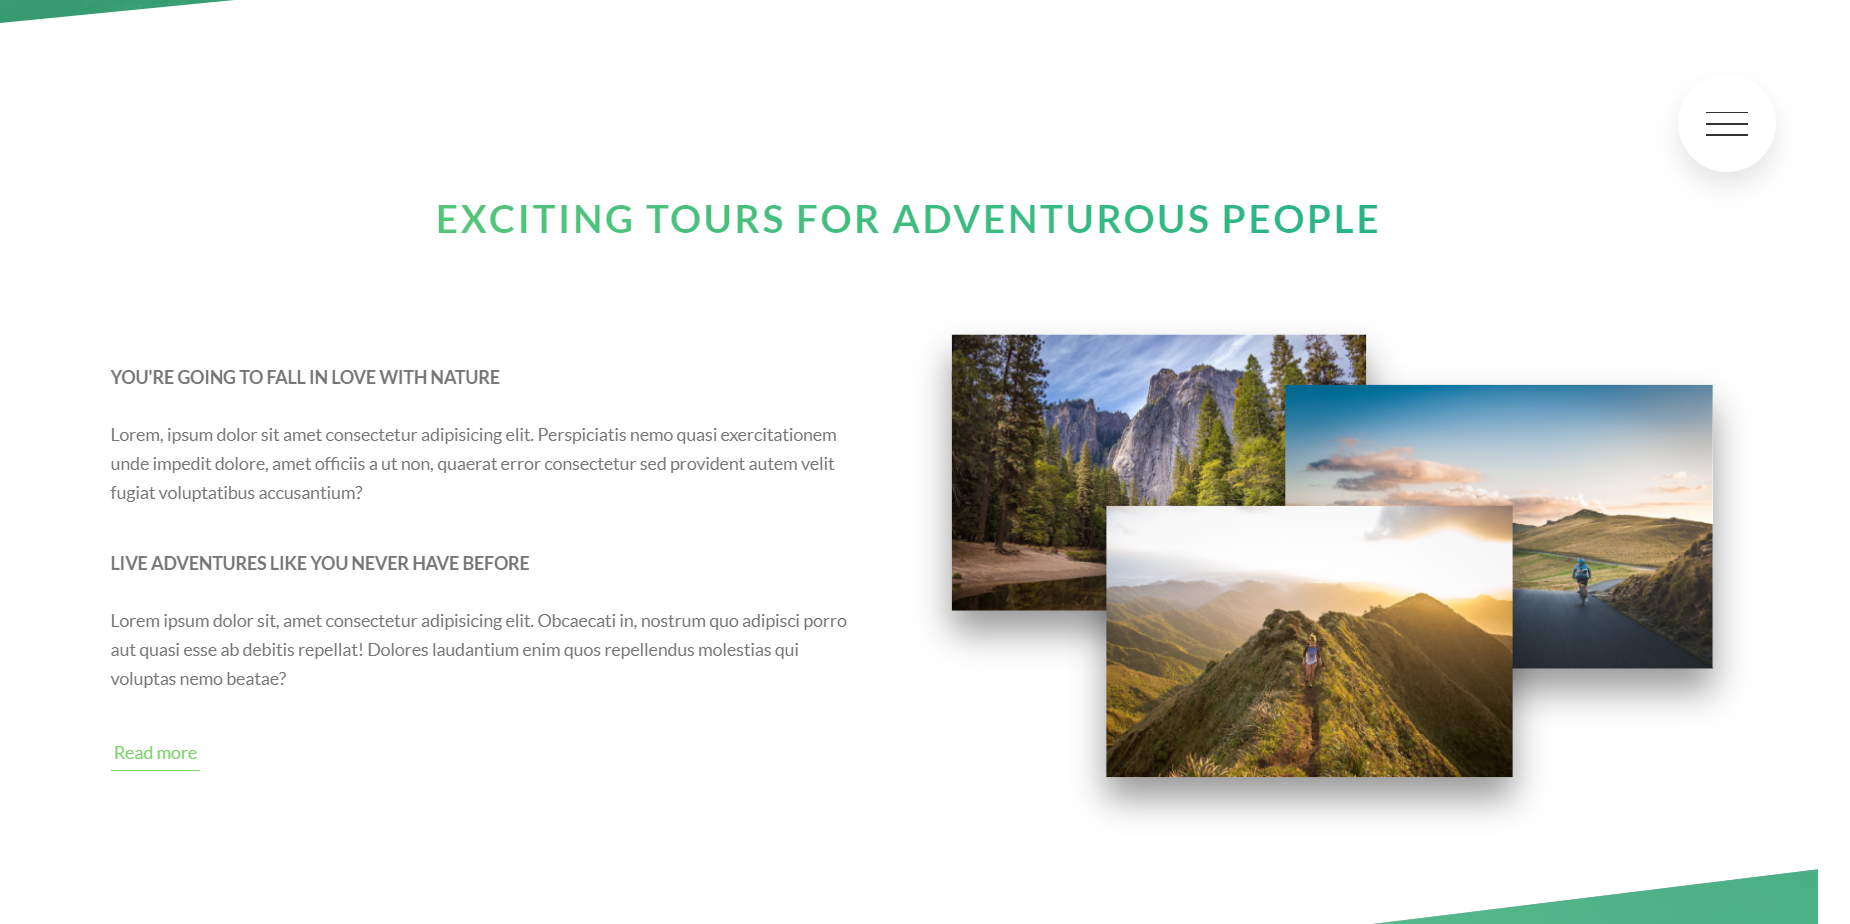 EXCITING TOURS FOR ADVENTUROUS PEOPLE
YOU'RE GOING TO FALL IN LOVE WITH NATURE
Lorem, ipsum dolor sit amet consectetur adipisicing elit. Perspiciatis nemo quasi exercitationem
unde impedit dolore, amet officiis a ut non, quaerat error consectetur sed provident autem velit
fugiat voluptatibus accusantium?
LIVE ADVENTURES LIKE YOU NEVER HAVE BEFORE
Lorem ipsum dolor sit, amet consectetur adipisicing elit. Obcaecati in, nostrum quo adipisci porro
aut quasi esse ab debitis repellat! Dolores laudantium enim quos repellendus molestias qui
voluptas nemo beatae?
Read more